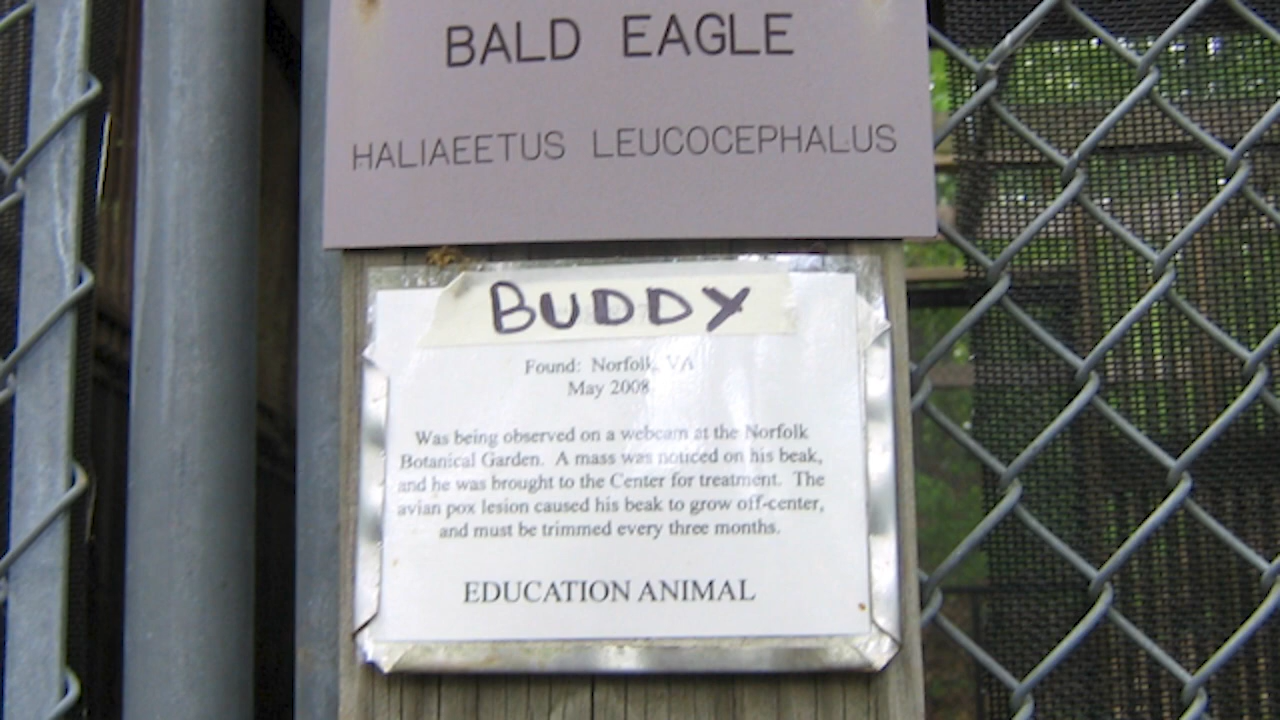 BALD EAGLE
HALIAEETUS LEUCOCEPHALUS
BUDDY
Found: Norfolk, VA
May 2008
Was being observed on a webcam at the Norfolk
Botanical Garden. A mass was noticed on his beak,
and he was brought to the Center for treatment. The
avian pox lesion caused his beak to grow off-center,
and must be trimmed every three months.
EDUCATION ANIMAL